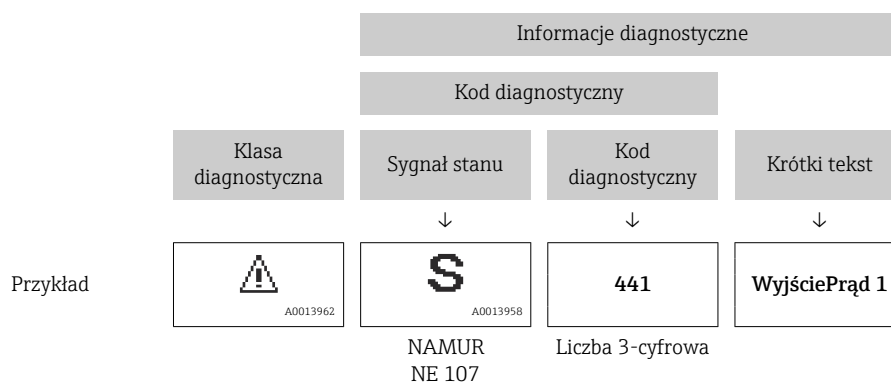 Informacje diagnostyczne
Kod diagnostyczny
Klasa
diagnostyczna
Sygnał stanu
Kod
diagnostyczny
Krótki tekst
↓ ↓ ↓
Przykład
⚠
A0013962
S
A0013958
441
WyjściePrąd 1
NAMUR
NE 107
Liczba 3-cyfrowa